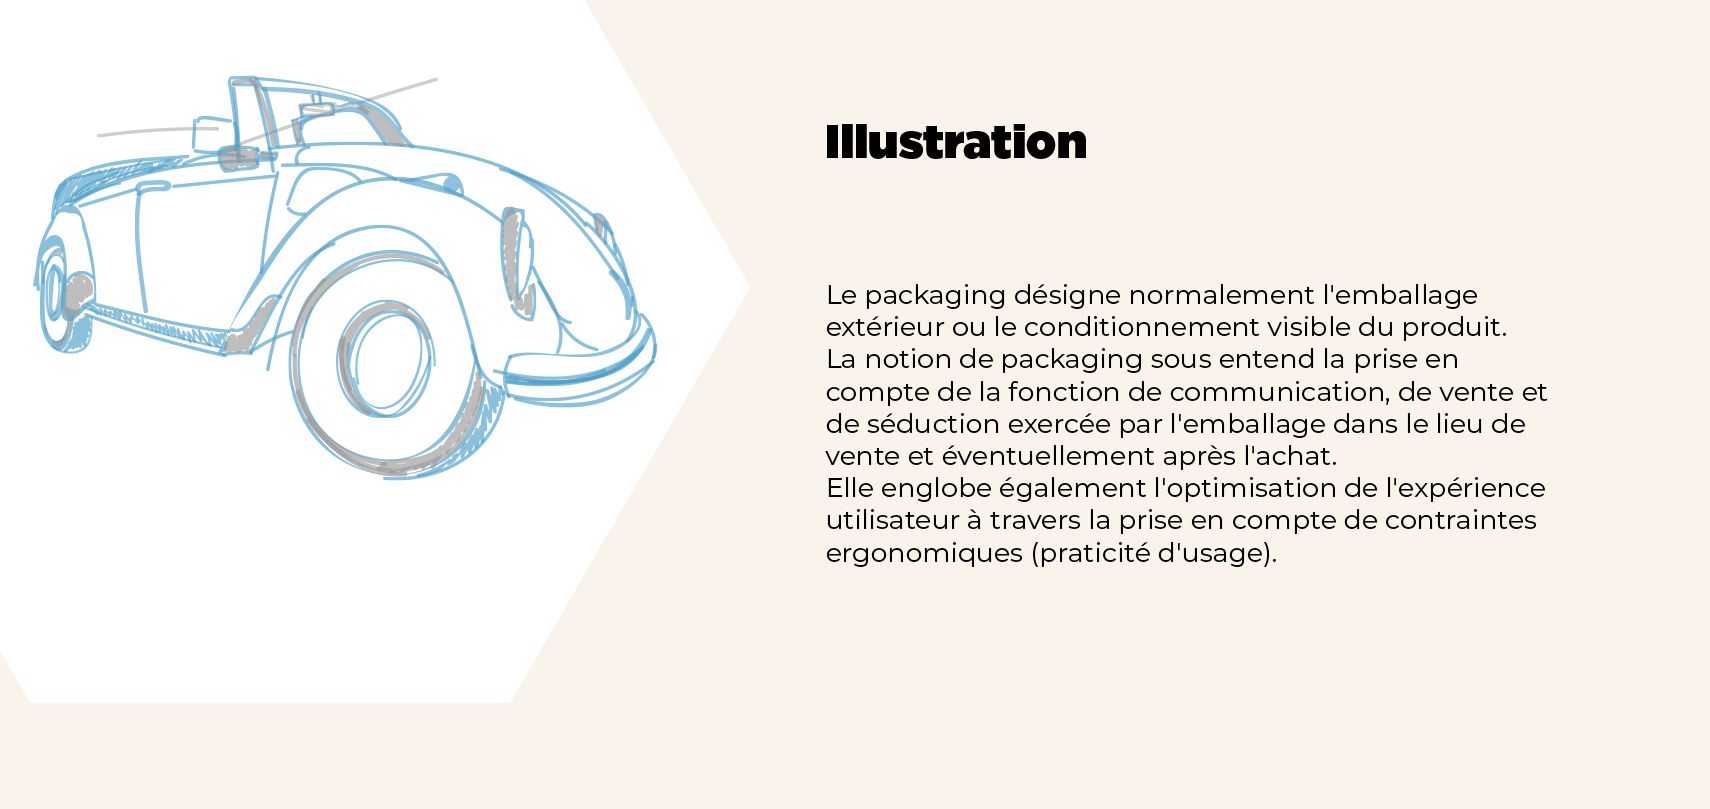 Illustration
Le packaging désigne normalement l'emballage
extérieur ou le conditionnement visible du produit.
La notion de packaging sous entend la prise en
compte de la fonction de communication, de vente et
de séduction exercée par l'emballage dans le lieu de
vente et éventuellement après l'achat.
Elle englobe également l'optimisation de l'expérience
utilisateur à travers la prise en compte de contraintes
ergonomiques (praticité d'usage).